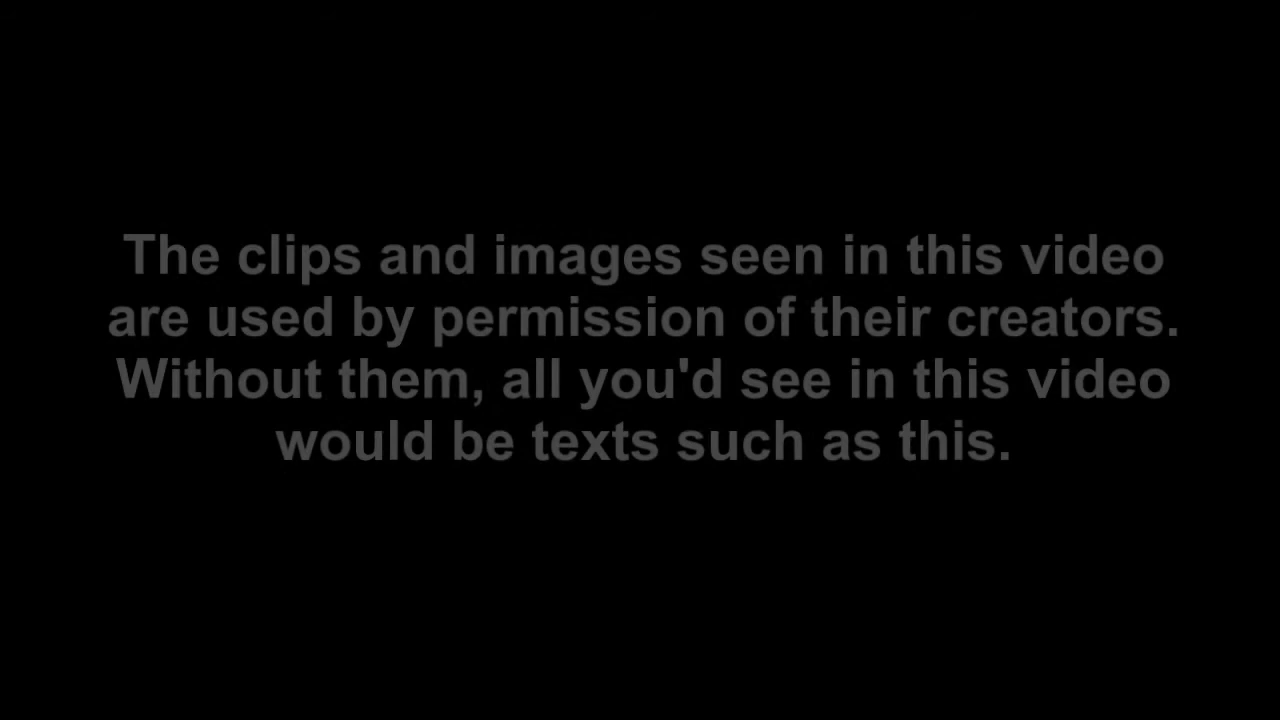 The clips and images seen in this video
are used by permission of their creators.
Without them, all you'd see in this video
would be texts such as this.